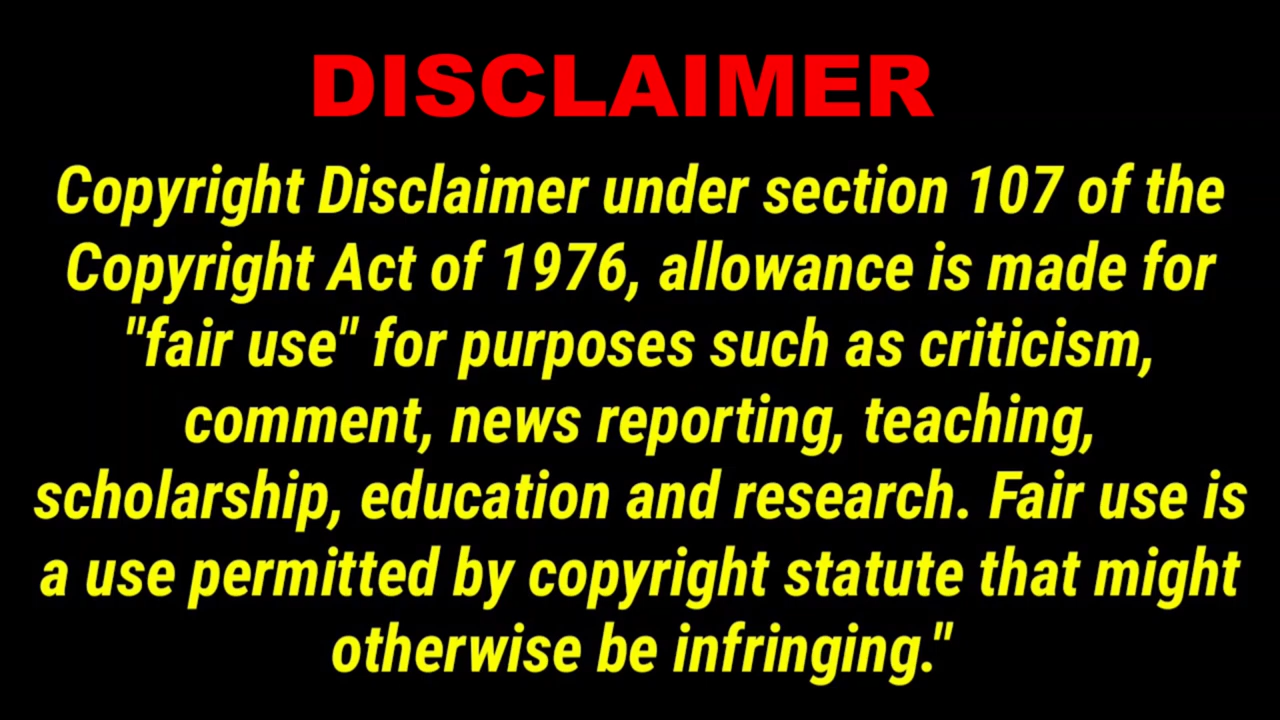 DISCLAIMER
Copyright Disclaimer under section 107 of the
Copyright Act of 1976, allowance is made for
"fair use" for purposes such as criticism,
comment, news reporting, teaching,
scholarship, education and research. Fair use is
a use permitted by copyright statute that might
otherwise be infringing."